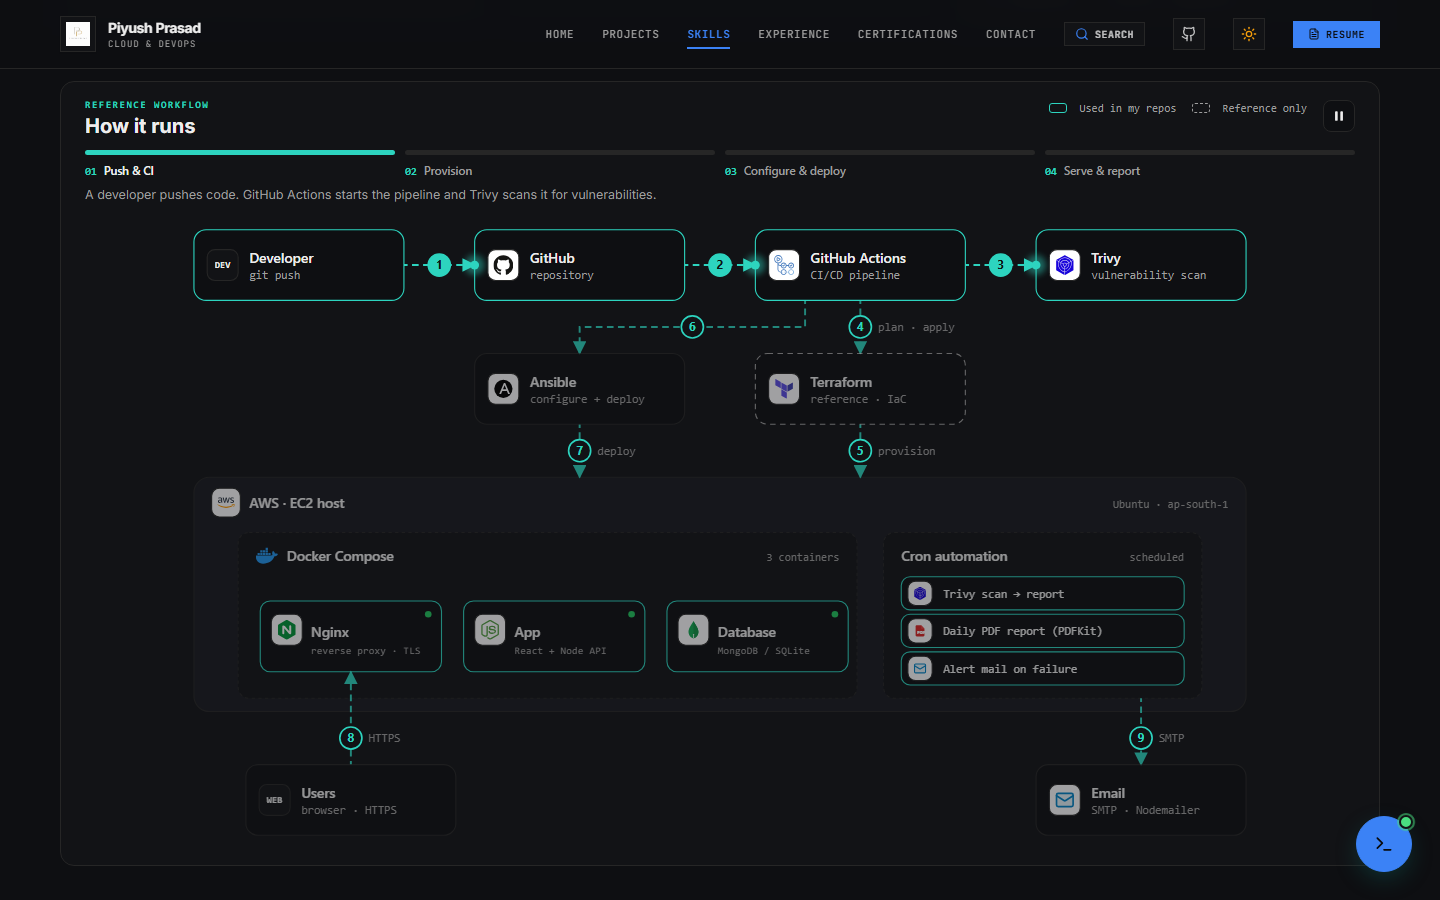 Piyush Prasad
CLOUD & DEVOPS
HOME PROJECTS SKILLS EXPERIENCE CERTIFICATIONS CONTACT SEARCH RESUME
REFERENCE WORKFLOW
How it runs
Used in my repos Reference only
01 Push & CI 02 Provision 03 Configure & deploy 04 Serve & report
A developer pushes code. GitHub Actions starts the pipeline and Trivy scans it for vulnerabilities.
DEV Developer
git push
1
GitHub
repository
2
GitHub Actions
CI/CD pipeline
3
Trivy
vulnerability scan
6
4 plan · apply
Ansible
configure + deploy
Terraform
reference · IaC
7 deploy
5 provision
aws AWS · EC2 host
Ubuntu · ap-south-1
Docker Compose
3 containers
Nginx
reverse proxy · TLS
JS App
React + Node API
Database
MongoDB / SQLite
Cron automation scheduled
Trivy scan → report
PDF Daily PDF report (PDFKit)
Alert mail on failure
8 HTTPS
9 SMTP
WEB Users
browser · HTTPS
Email
SMTP · Nodemailer